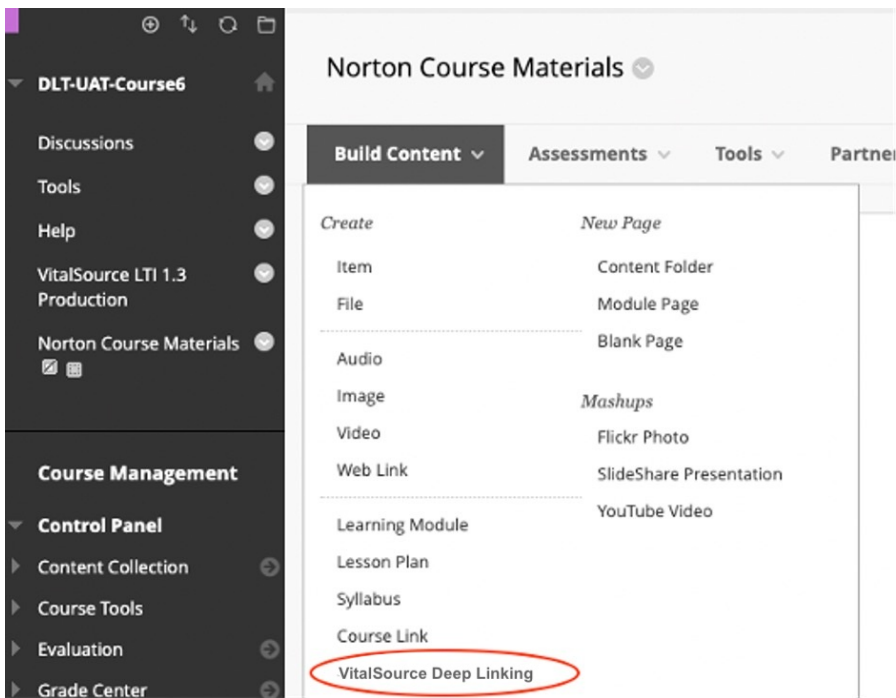 DLT-UAT-Course6
Discussions
Tools
Help
VitalSource LTI 1.3
Production
Norton Course Materials
Course Management
Control Panel
Content Collection
Course Tools
Evaluation
Grade Center
Norton Course Materials
Build Content
Assessments
Tools
Partner
Create
Item
File
Audio
Image
Video
Web Link
Learning Module
Lesson Plan
Syllabus
Course Link
VitalSource Deep Linking
New Page
Content Folder
Module Page
Blank Page
Mashups
Flickr Photo
SlideShare Presentation
YouTube Video